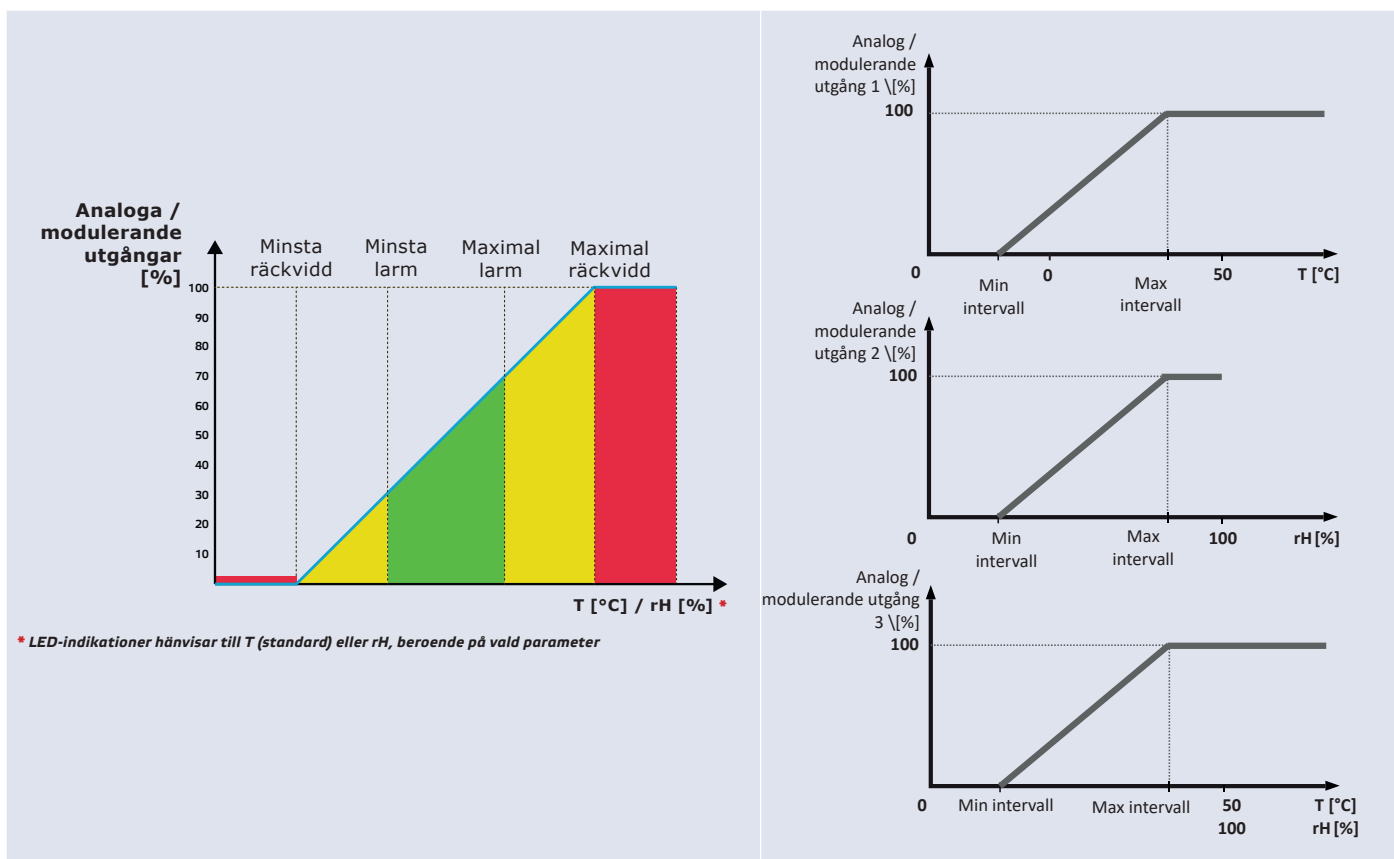 Analoga /
modulerande
utgångar
[%]
Minsta
räckvidd
Minsta
larm
Maximal
larm
Maximal
räckvidd
100
90
80
70
60
50
40
30
20
10
T [°C] / rH [%] *
* LED-indikationer hänvisar till T (standard) eller rH, beroende på vald parameter
Analog /
modulerande
utgång 1 \[%]
100
0
Min
intervall
0
Max
intervall
50
T [°C]
Analog /
modulerande
utgång 2 \[%]
100
0
Min
intervall
Max
intervall
100
rH [%]
Analog /
modulerande utgång
3 \[%]
100
0
Min intervall
Max intervall
50
T [°C]
100
rH [%]